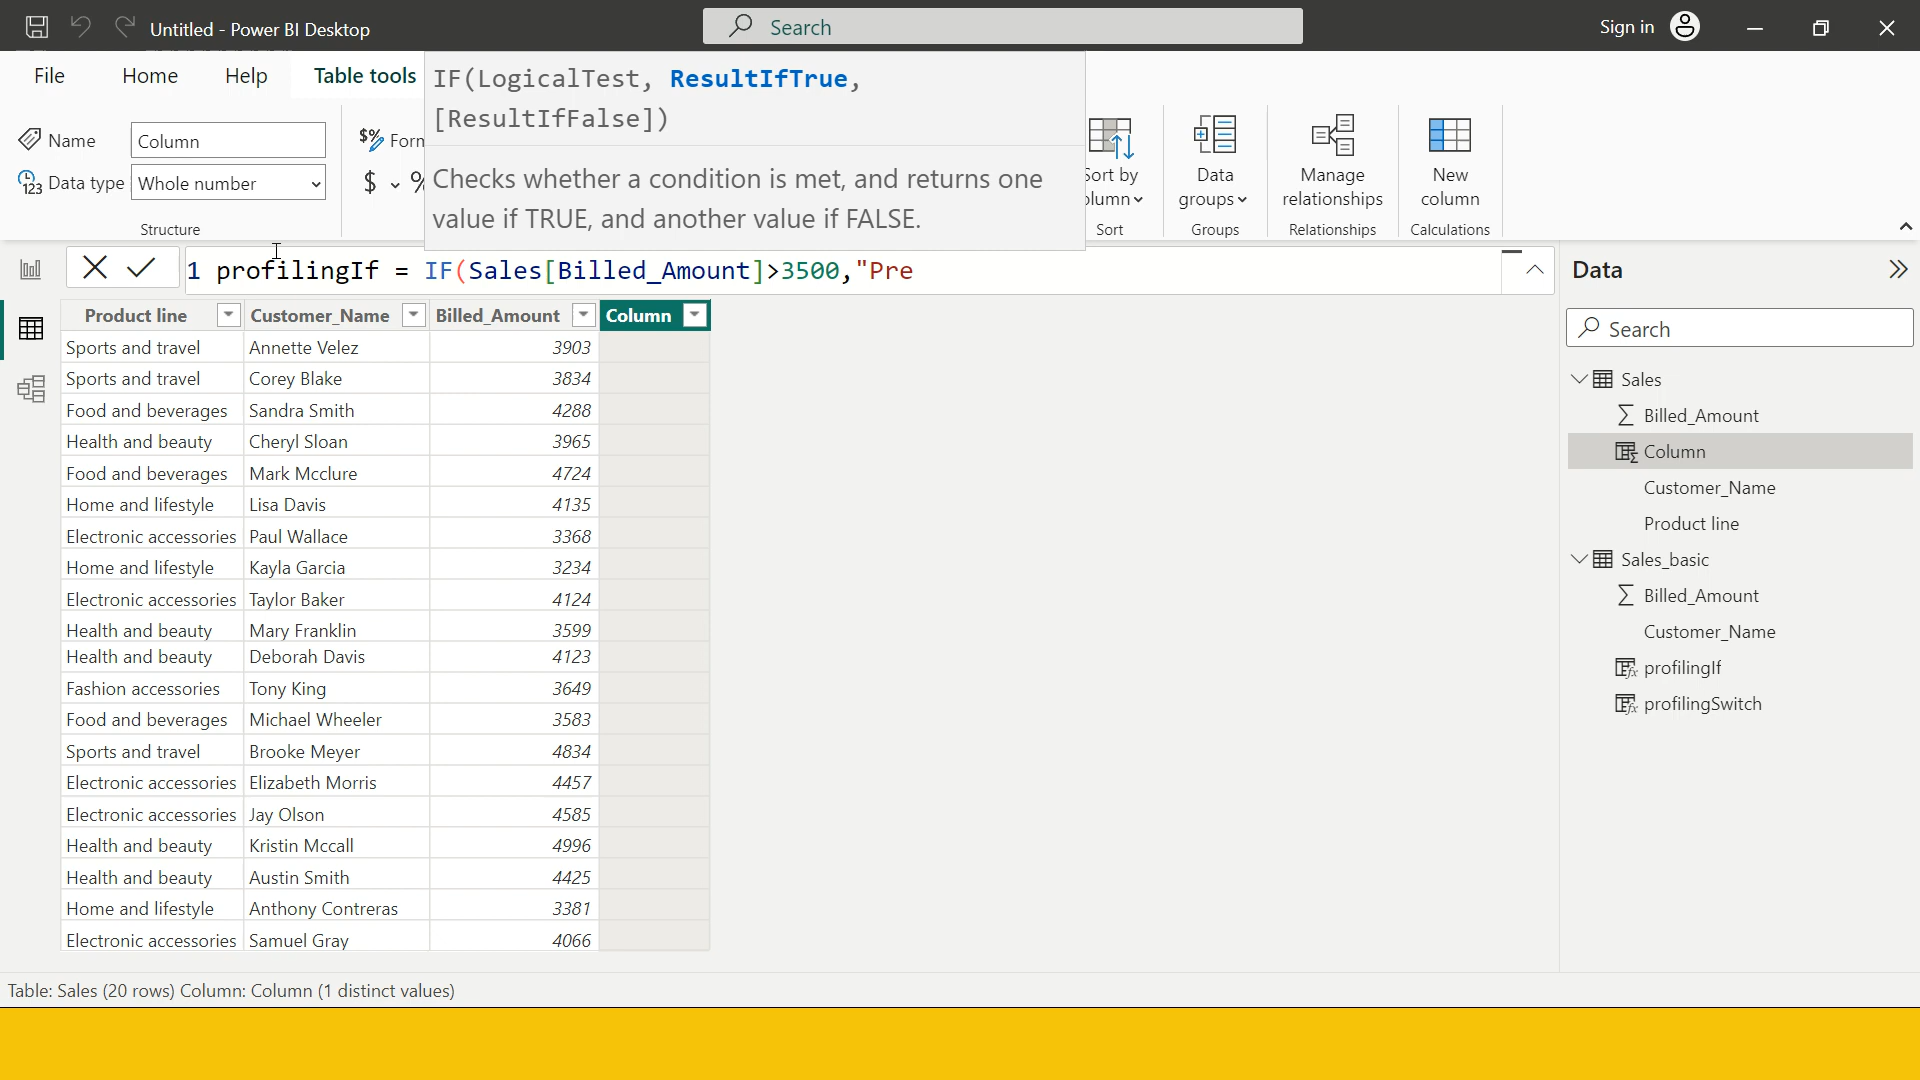 Untitled - Power BI Desktop
Search
Sign in
File
Home
Help
Table tools
IF(LogicalTest, ResultIfTrue,
[ResultIfFalse])
Checks whether a condition is met, and returns one
value if TRUE, and another value if FALSE.
Name
Column
Data type
Whole number
Structure
$% Form
$ %
Sort by
olumn
Sort
Data
groups
Groups
Manage
relationships
Relationships
New
column
Calculations
1 profilingIf = IF(Sales[Billed_Amount]>3500,"Pre
Product line Customer_Name Billed_Amount Column
Sports and travel Annette Velez 3903
Sports and travel Corey Blake 3834
Food and beverages Sandra Smith 4288
Health and beauty Cheryl Sloan 3965
Food and beverages Mark Mcclure 4724
Home and lifestyle Lisa Davis 4135
Electronic accessories Paul Wallace 3368
Home and lifestyle Kayla Garcia 3234
Electronic accessories Taylor Baker 4124
Health and beauty Mary Franklin 3599
Health and beauty Deborah Davis 4123
Fashion accessories Tony King 3649
Food and beverages Michael Wheeler 3583
Sports and travel Brooke Meyer 4834
Electronic accessories Elizabeth Morris 4457
Electronic accessories Jay Olson 4585
Health and beauty Kristin Mccall 4996
Health and beauty Austin Smith 4425
Home and lifestyle Anthony Contreras 3381
Electronic accessories Samuel Gray 4066
Data
Search
Sales
Billed_Amount
Column
Customer_Name
Product line
Sales_basic
Billed_Amount
Customer_Name
profilingIf
profilingSwitch
Table: Sales (20 rows) Column: Column (1 distinct values)